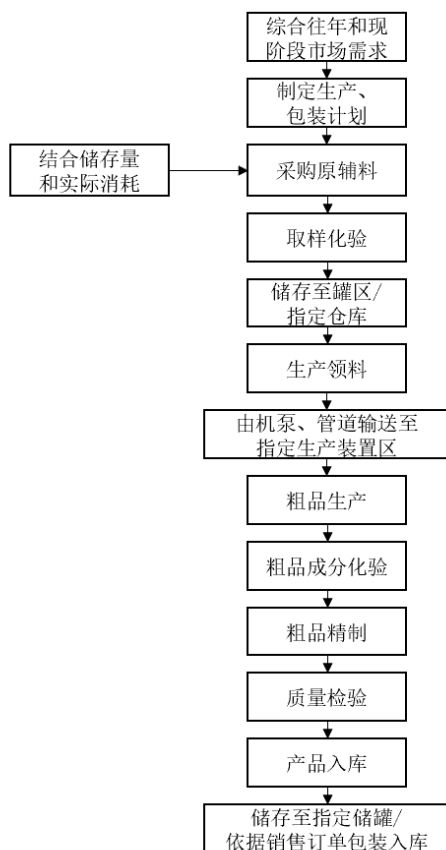 综合往年和现
阶段市场需求
制定生产、
包装计划
结合储存量
和实际消耗
采购原辅料
取样化验
储存至罐区/
指定仓库
生产领料
由机泵、管道输送至
指定生产装置区
粗品生产
粗品成分化验
粗品精制
质量检验
产品入库
储存至指定储罐/
依据销售订单包装入库